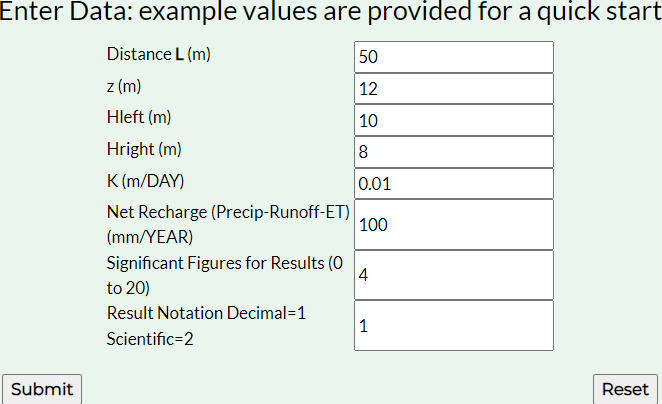 Enter Data: example values are provided for a quick start
Distance L (m) 50
z (m) 12
Hleft (m) 10
Hright (m) 8
K (m/DAY) 0.01
Net Recharge (Precip-Runoff-ET)
(mm/YEAR) 100
Significant Figures for Results (0
to 20) 4
Result Notation Decimal=1
Scientific=2 1
Submit Reset